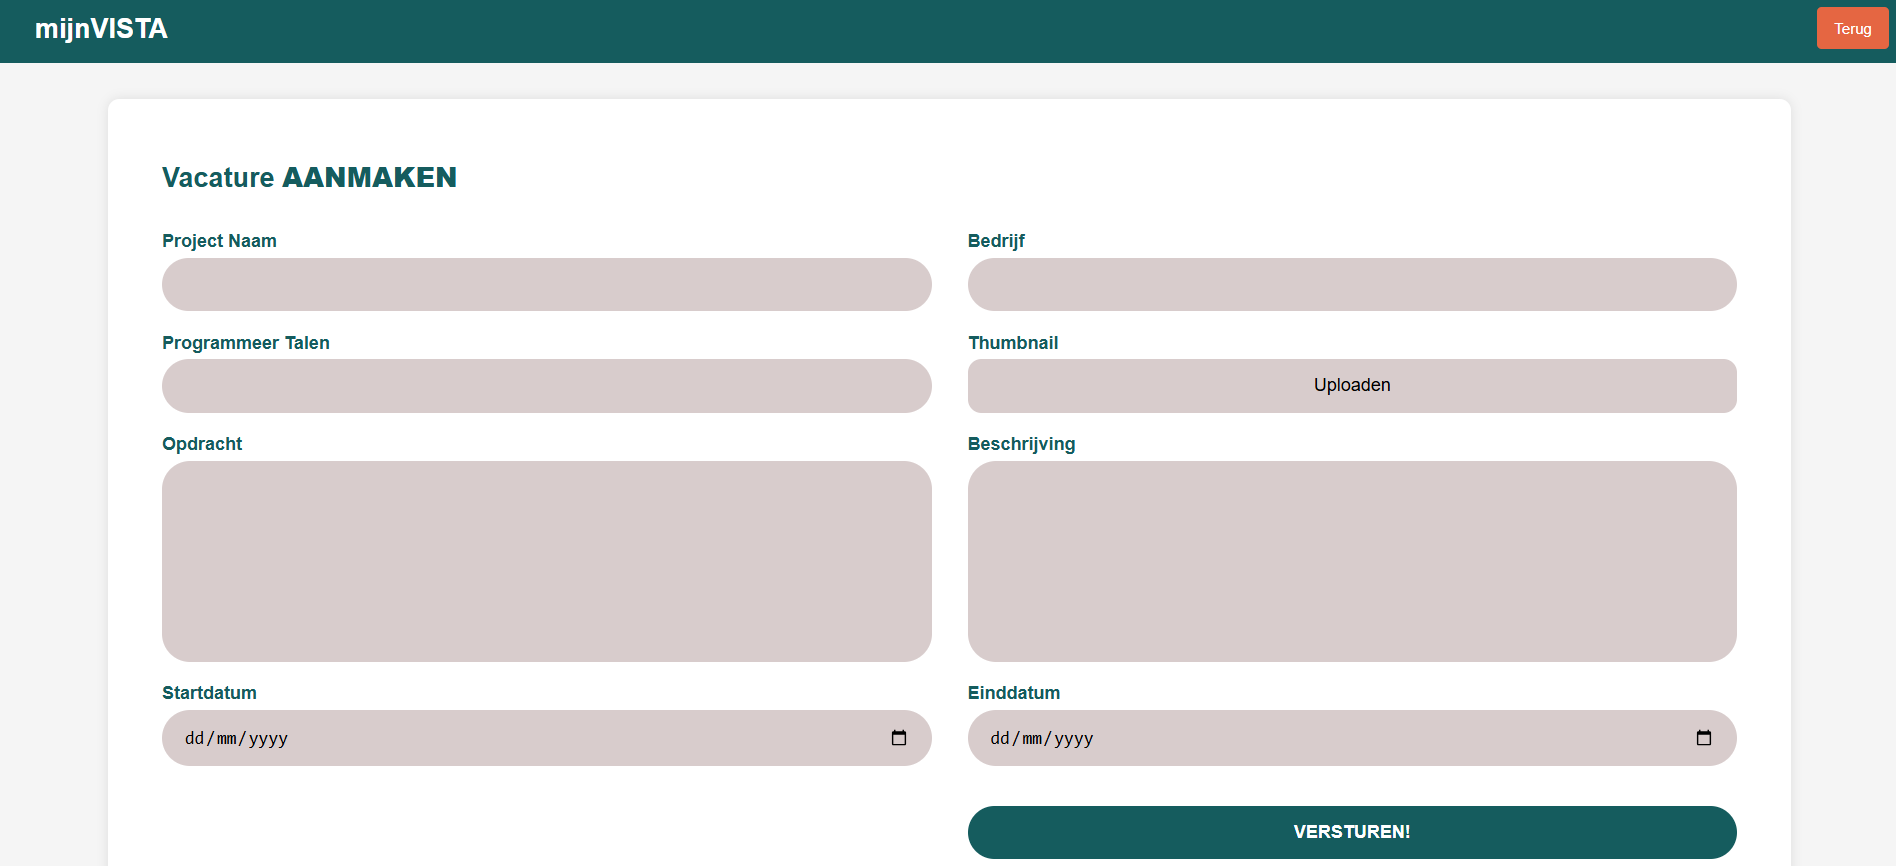 mijnVISTA
Terug
Vacature AANMAKEN
Project Naam
Bedrijf
Programmeer Talen
Thumbnail
Uploaden
Opdracht
Beschrijving
Startdatum
Einddatum
dd/mm/yyyy
dd/mm/yyyy
VERSTUREN!